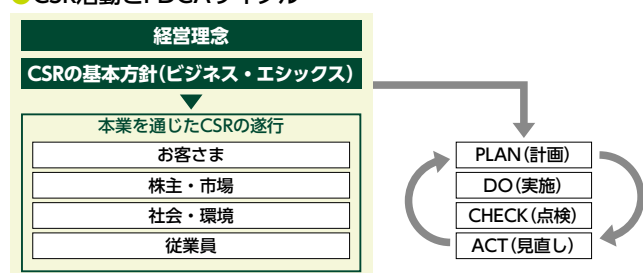 ●CSR活動とPDCAサイクル
経営理念
CSRの基本方針(ビジネス・エシックス)
本業を通じたCSRの遂行
お客さま
株主・市場
社会・環境
従業員
PLAN(計画)
DO(実施)
CHECK(点検)
ACT(見直し)